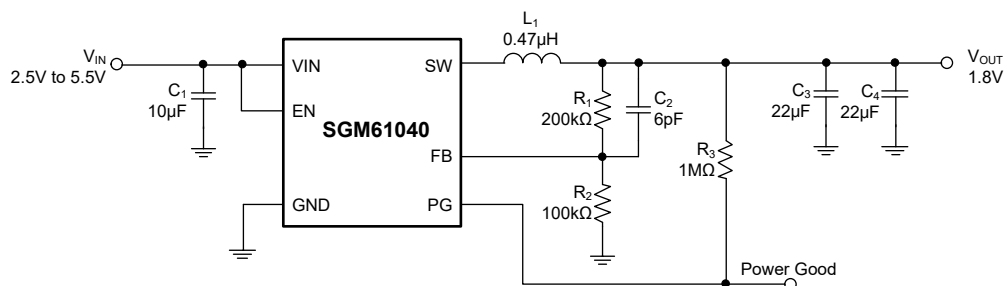 L1
0.47μH
VIN
2.5V to 5.5V
C1
10μF
VIN
EN
GND
SGM61040
SW
FB
PG
R1
200kΩ
C2
6pF
R2
100kΩ
R3
1MΩ
C3
22μF
C4
22μF
VOUT
1.8V
Power Good